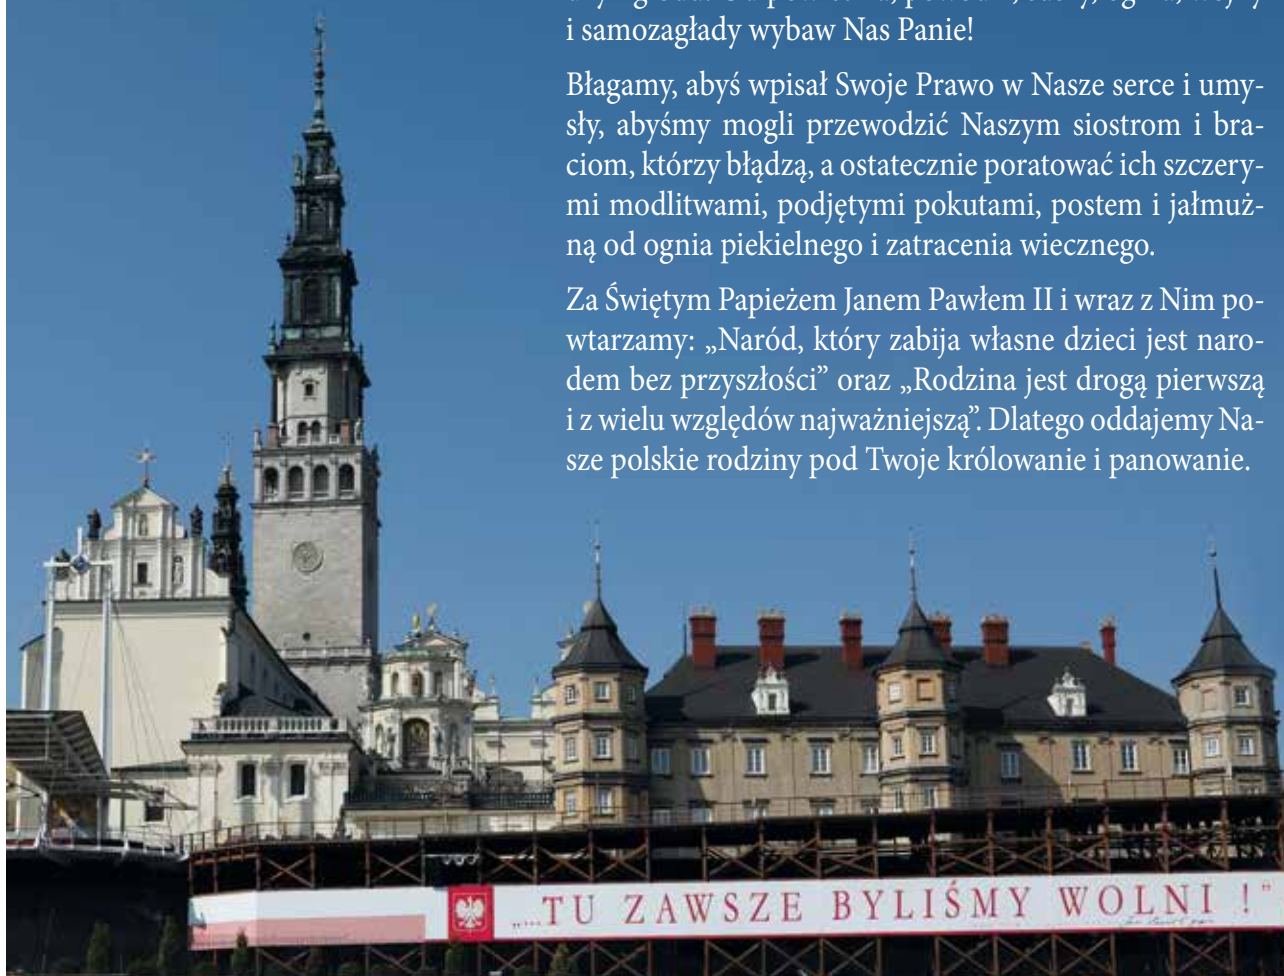 i samozagłady wybaw Nas Panie!
Błagamy, abyś wpisał Swoje Prawo w Nasze serce i umy-
sły, abyśmy mogli przewodzić Naszym siostrom i bra-
ciom, którzy błądzą, a ostatecznie poratować ich szczery-
mi modlitwami, podjętymi pokutami, postem i jałmuż-
ną od ognia piekielnego i zatracenia wiecznego.
Za Świętym Papieżem Janem Pawłem II i wraz z Nim po-
wtarzamy: „Naród, który zabija własne dzieci jest naro-
dem bez przyszłości” oraz „Rodzina jest drogą pierwszą
i z wielu względów najważniejszą”. Dlatego oddajemy Na-
sze polskie rodziny pod Twoje królowanie i panowanie.
„...TU ZAWSZE BYLIŚMY WOLNI !”